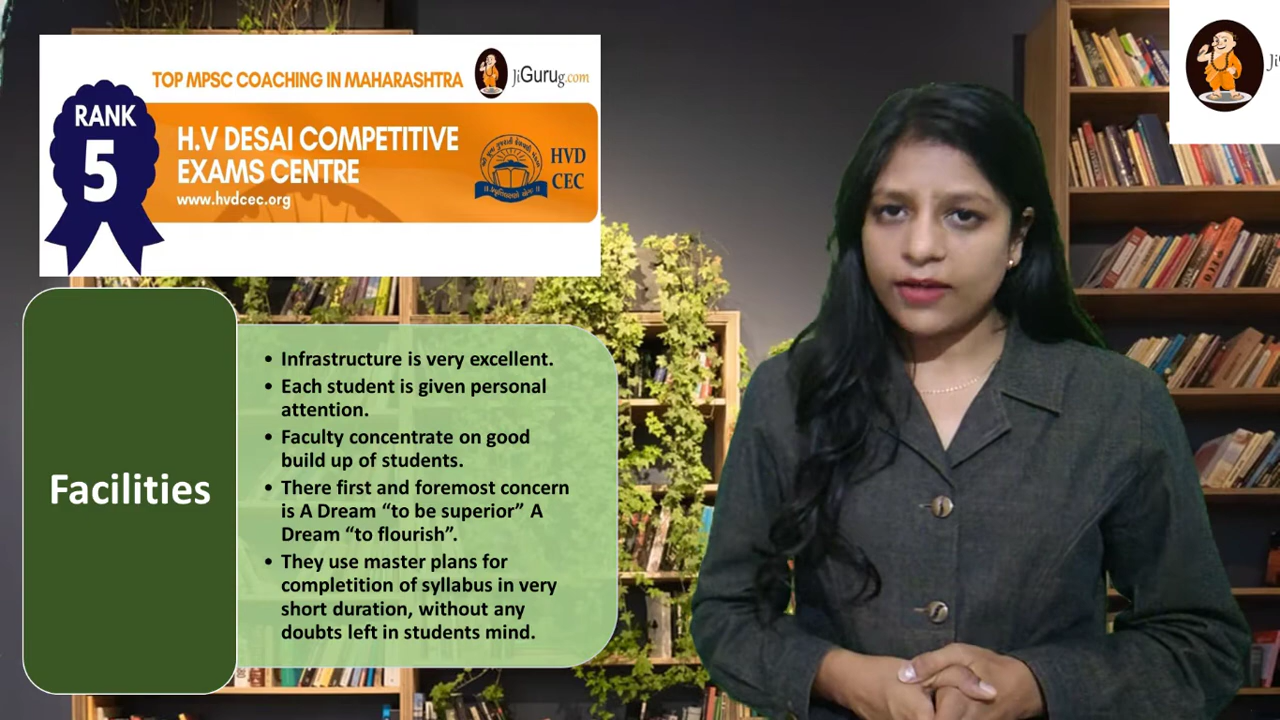 TOP MPSC COACHING IN MAHARASHTRA
JiGurug.com
RANK
5
H.V DESAI COMPETITIVE
EXAMS CENTRE
www.hvdcec.org
HVD
CEC
Facilities
• Infrastructure is very excellent.
• Each student is given personal
attention.
• Faculty concentrate on good
build up of students.
• There first and foremost concern
is A Dream “to be superior” A
Dream “to flourish”.
• They use master plans for
completition of syllabus in very
short duration, without any
doubts left in students mind.